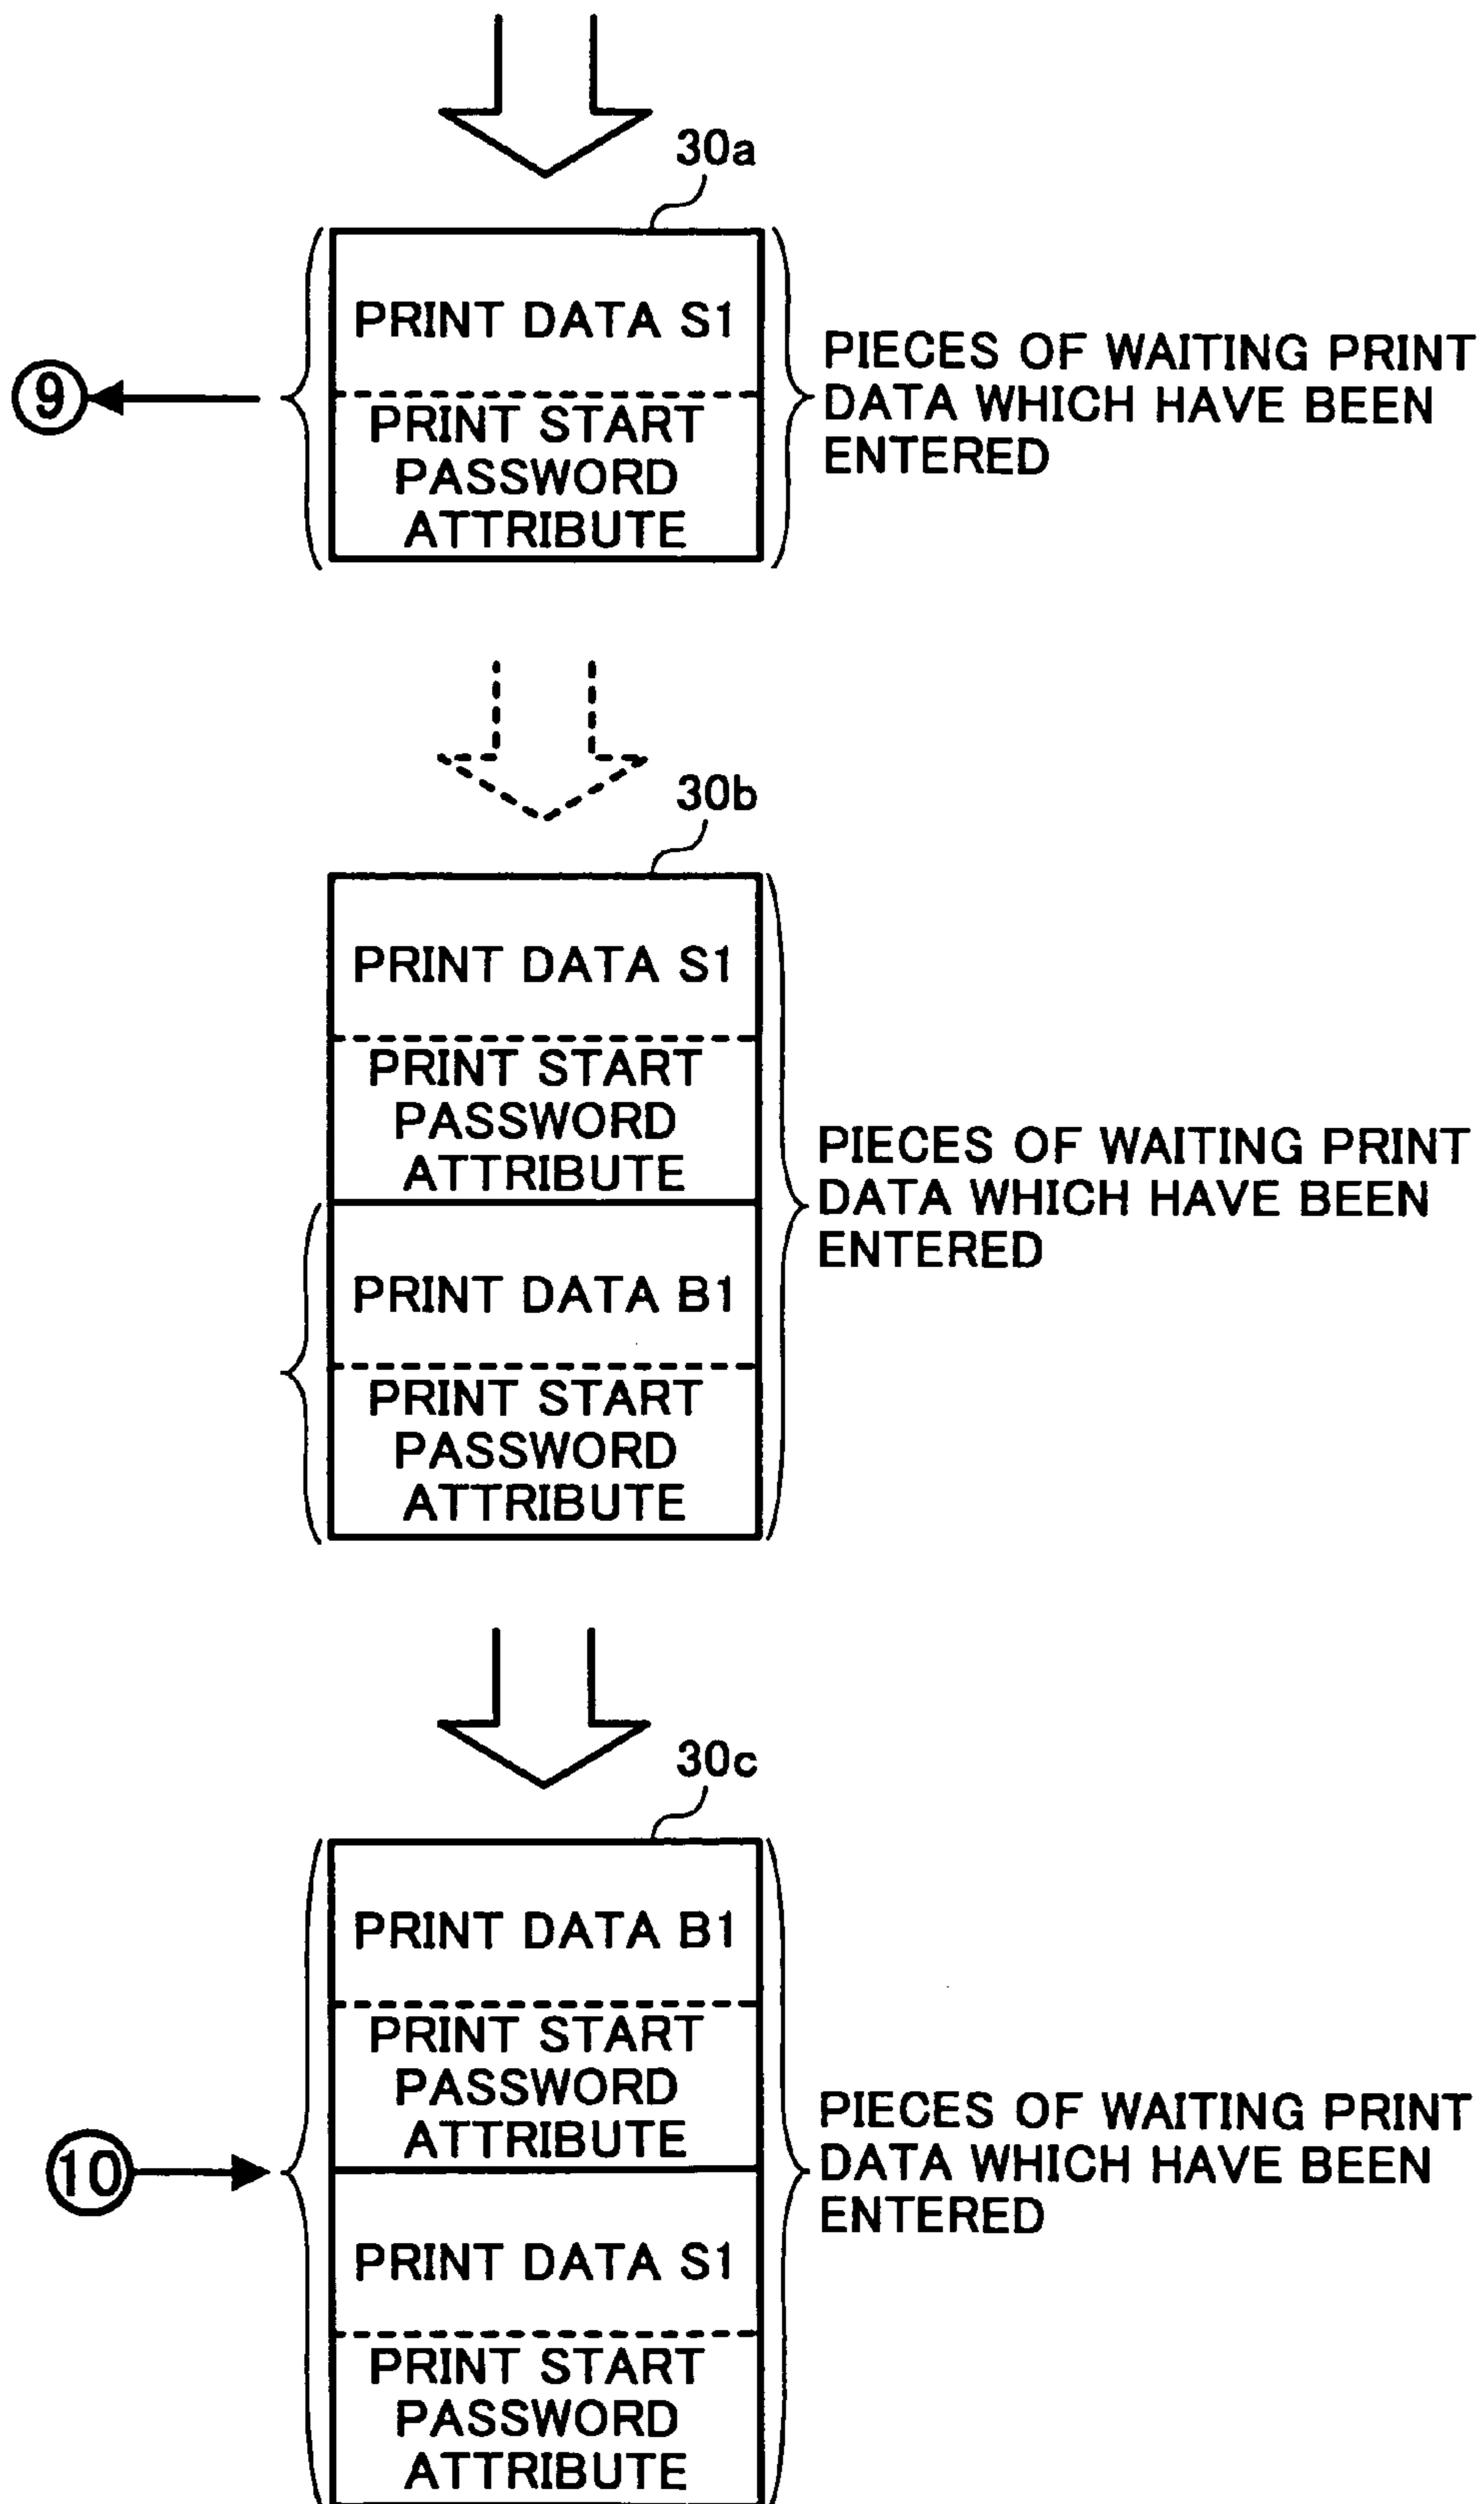 30a
PRINT DATA S1
PRINT START
PASSWORD
ATTRIBUTE
9
PIECES OF WAITING PRINT
DATA WHICH HAVE BEEN
ENTERED
30b
PRINT DATA S1
PRINT START
PASSWORD
ATTRIBUTE
PRINT DATA B1
PRINT START
PASSWORD
ATTRIBUTE
PIECES OF WAITING PRINT
DATA WHICH HAVE BEEN
ENTERED
30c
PRINT DATA B1
PRINT START
PASSWORD
ATTRIBUTE
10
PRINT DATA S1
PRINT START
PASSWORD
ATTRIBUTE
PIECES OF WAITING PRINT
DATA WHICH HAVE BEEN
ENTERED